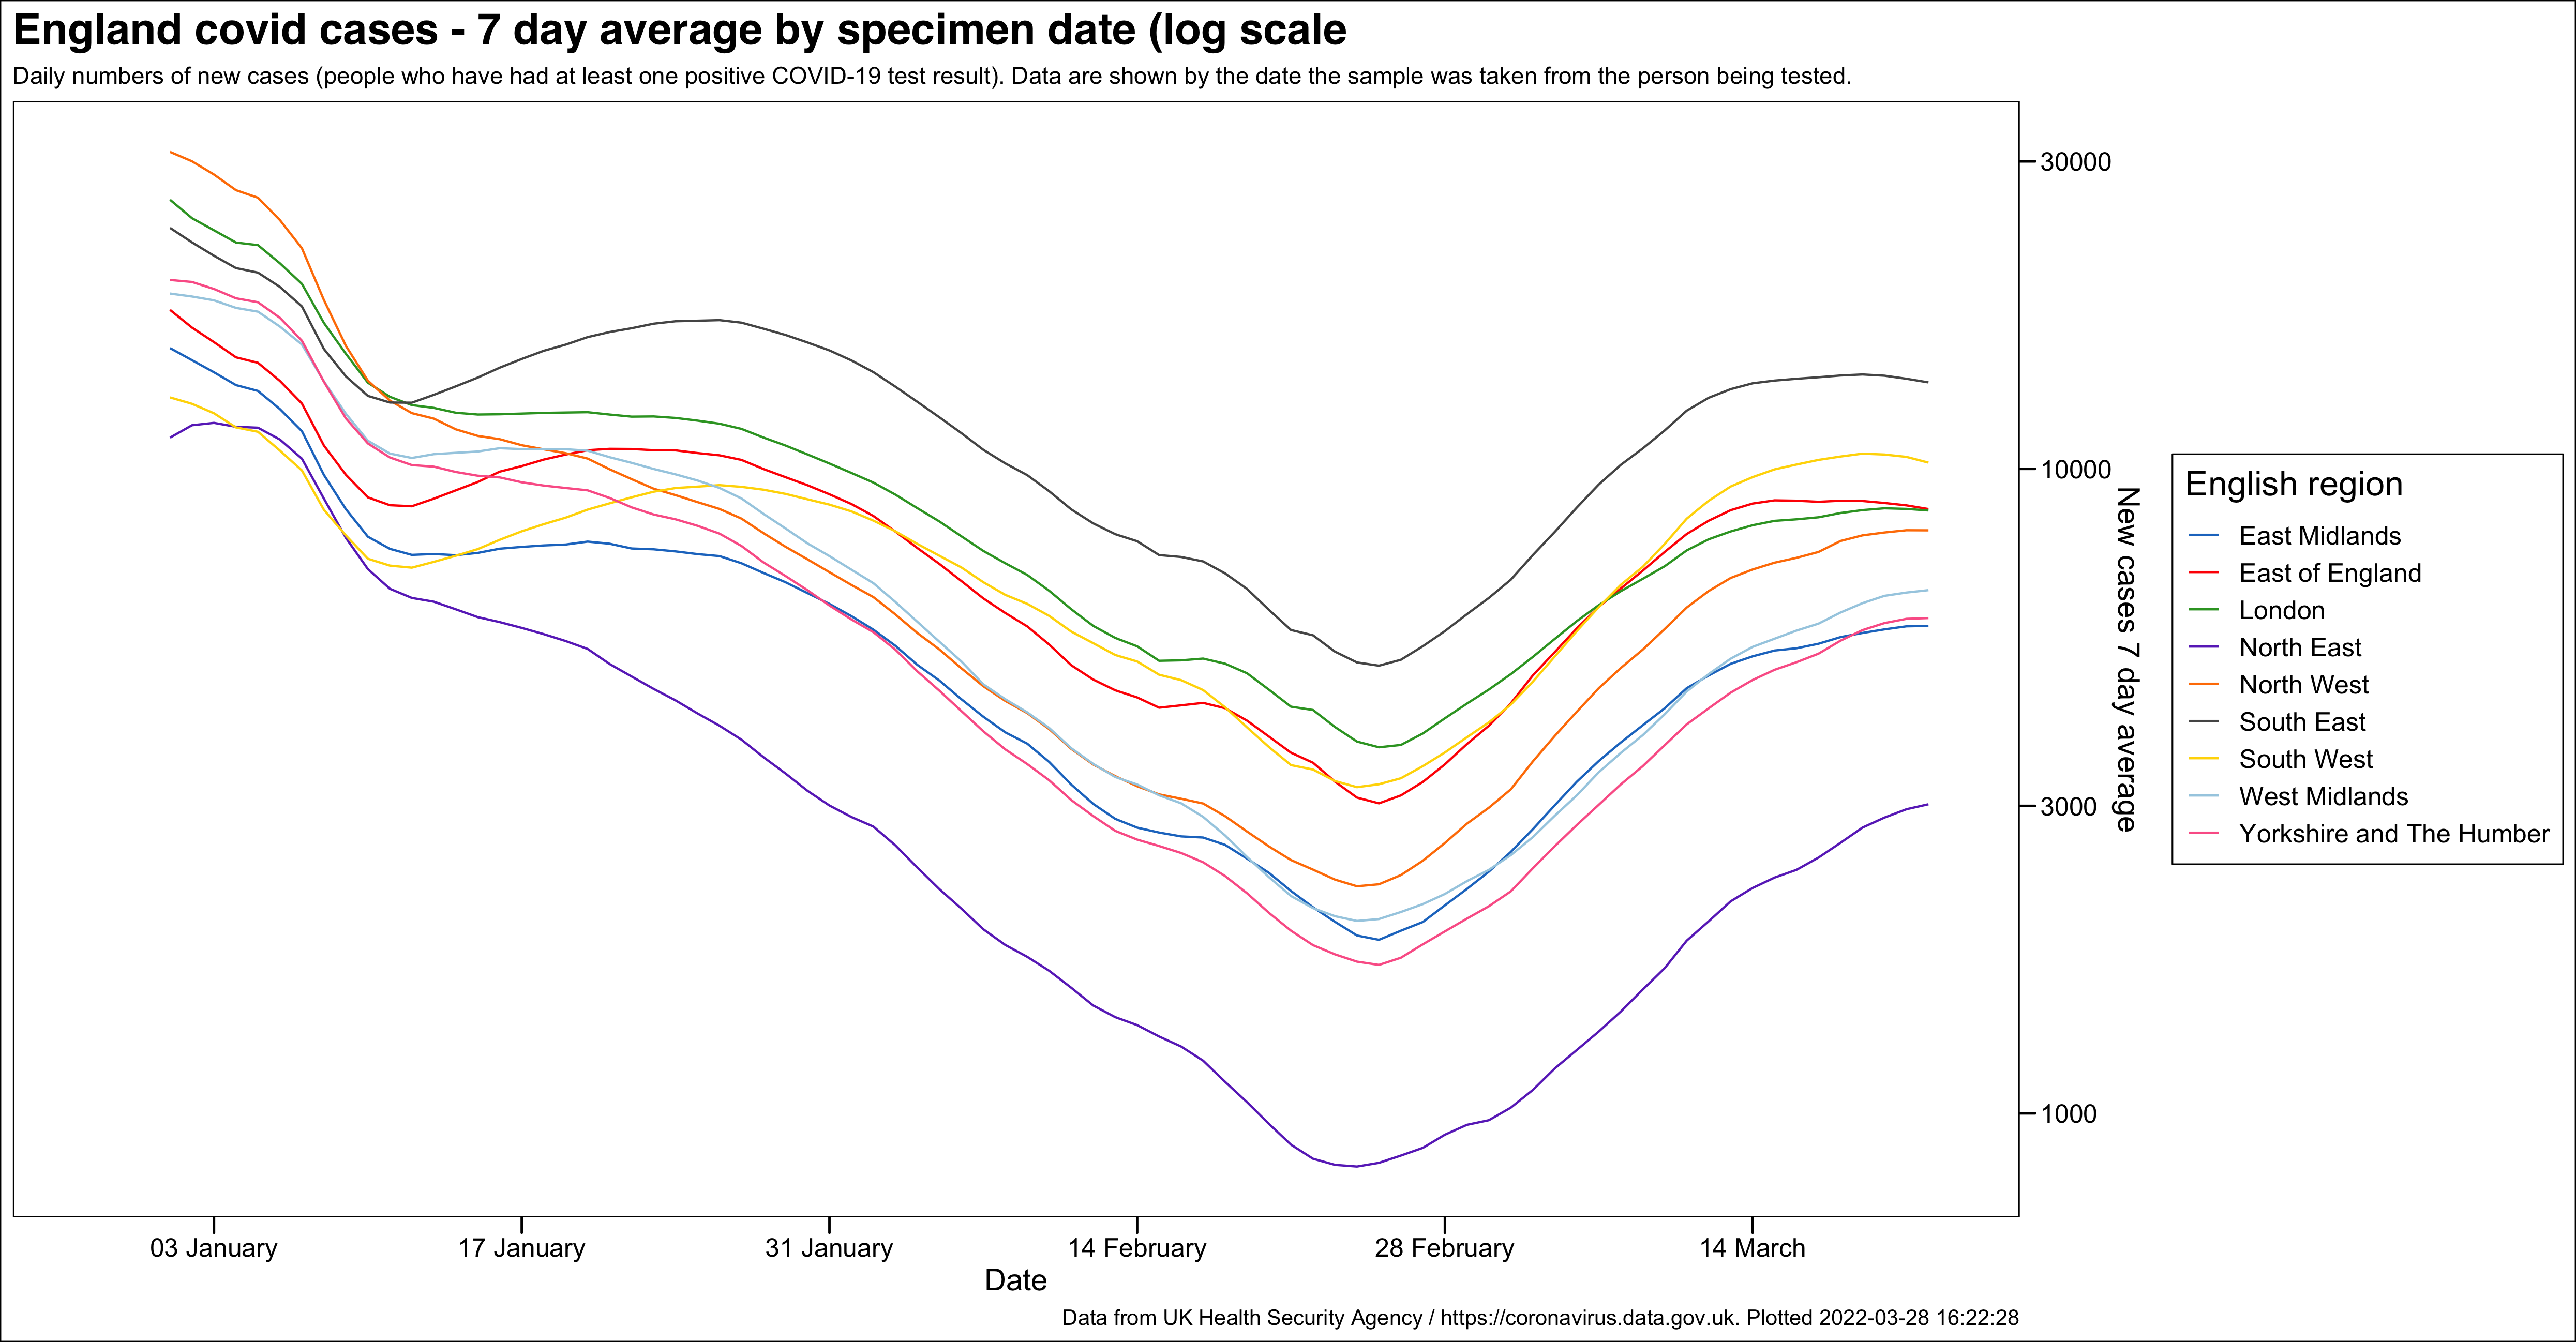 England covid cases - 7 day average by specimen date (log scale
Daily numbers of new cases (people who have had at least one positive COVID-19 test result). Data are shown by the date the sample was taken from the person being tested.
30000
10000
3000
1000
New cases 7 day average
English region
East Midlands
East of England
London
North East
North West
South East
South West
West Midlands
Yorkshire and The Humber
03 January
17 January
31 January
14 February
28 February
14 March
Date
Data from UK Health Security Agency / https://coronavirus.data.gov.uk. Plotted 2022-03-28 16:22:28